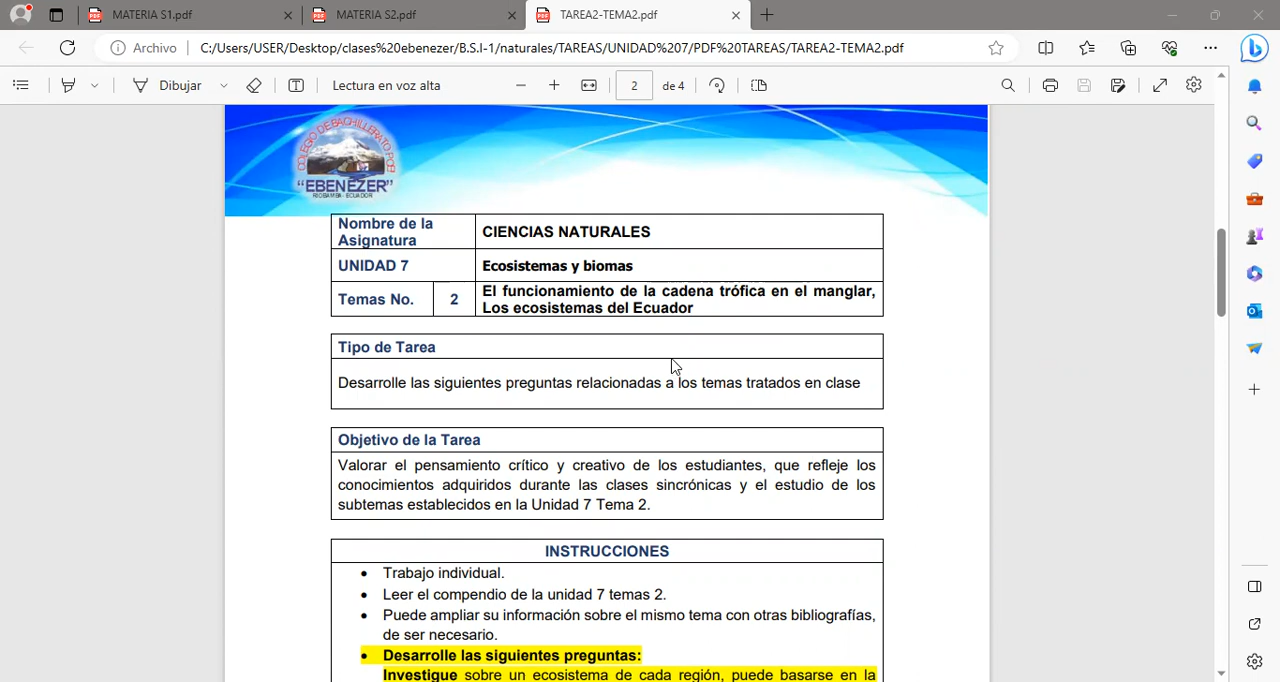 MATERIA S1.pdf
MATERIA S2.pdf
TAREA2-TEMA2.pdf
Archivo
C:/Users/USER/Desktop/clases%20ebenezer/B.S.I-1/naturales/TAREAS/UNIDAD%207/PDF%20TAREAS/TAREA2-TEMA2.pdf
Dibujar
Lectura en voz alta
2
de 4
COLEGIO DE BACHILLERATO PCEI
"EBENEZER"
RIOBAMBA - ECUADOR
Nombre de la Asignatura
CIENCIAS NATURALES
UNIDAD 7
Ecosistemas y biomas
Temas No.
2
El funcionamiento de la cadena trófica en el manglar,
Los ecosistemas del Ecuador
Tipo de Tarea
Desarrolle las siguientes preguntas relacionadas a los temas tratados en clase
Objetivo de la Tarea
Valorar el pensamiento crítico y creativo de los estudiantes, que refleje los
conocimientos adquiridos durante las clases sincrónicas y el estudio de los
subtemas establecidos en la Unidad 7 Tema 2.
INSTRUCCIONES
• Trabajo individual.
• Leer el compendio de la unidad 7 temas 2.
• Puede ampliar su información sobre el mismo tema con otras bibliografías,
de ser necesario.
• Desarrolle las siguientes preguntas:
Investigue sobre un ecosistema de cada región, puede basarse en la